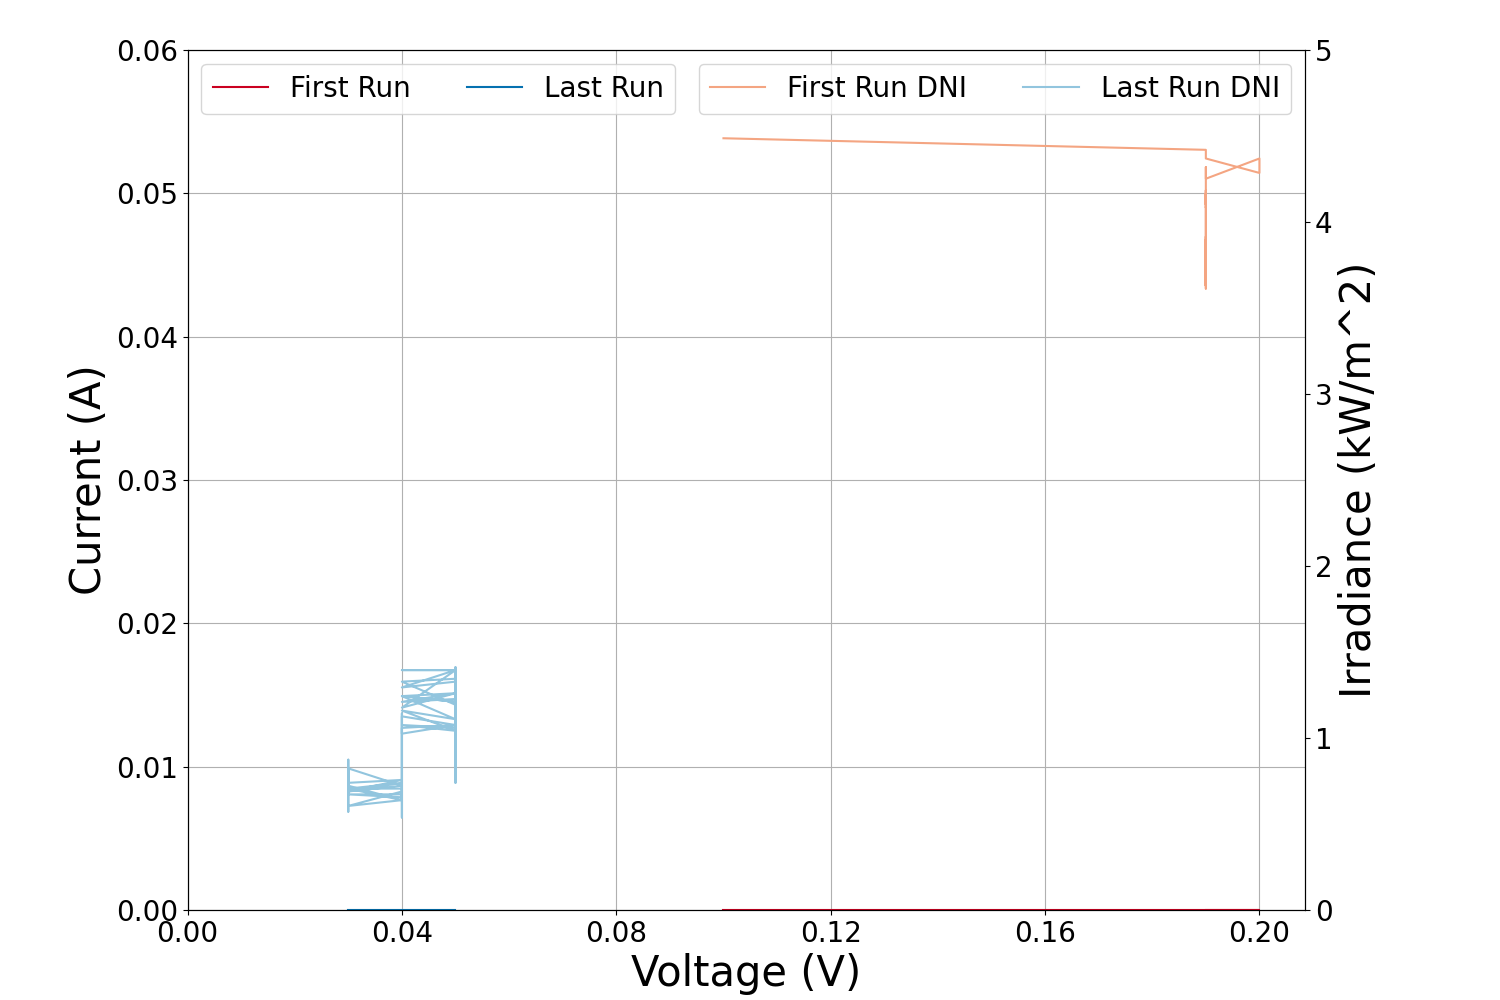 First Run
Last Run
First Run DNI
Last Run DNI
0.06
0.05
0.04
0.03
0.02
0.01
0.00
Current (A)
5
4
3
2
1
0
Irradiance (kW/m^2)
0.00
0.04
0.08
0.12
0.16
0.20
Voltage (V)